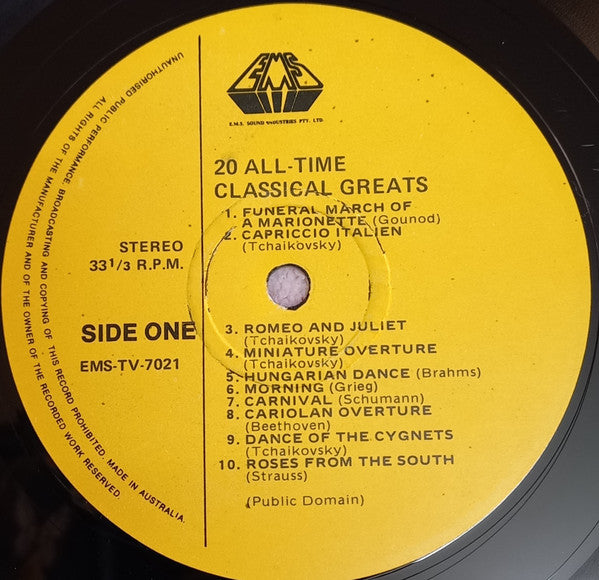 EMS
E.M.S. SOUND INDUSTRIES PTY. LTD.
20 ALL-TIME
CLASSICAL GREATS
1. FUNERAL MARCH OF
A MARIONETTE (Gounod)
2. CAPRICCIO ITALIEN
(Tchaikovsky)
STEREO
33 1/3 R.P.M.
SIDE ONE
EMS-TV-7021
3. ROMEO AND JULIET
(Tchaikovsky)
4. MINIATURE OVERTURE
(Tchaikovsky)
5. HUNGARIAN DANCE (Brahms)
6. MORNING (Grieg)
7. CARNIVAL (Schumann)
8. CARIOLAN OVERTURE
(Beethoven)
9. DANCE OF THE CYGNETS
(Tchaikovsky)
10. ROSES FROM THE SOUTH
(Strauss)
(Public Domain)
UNAUTHORISED PUBLIC PERFORMANCE, BROADCASTING AND COPYING OF THIS RECORD PROHIBITED. MADE IN AUSTRALIA.
ALL RIGHTS OF THE MANUFACTURER AND OF THE OWNER OF THE RECORDED WORK RESERVED.